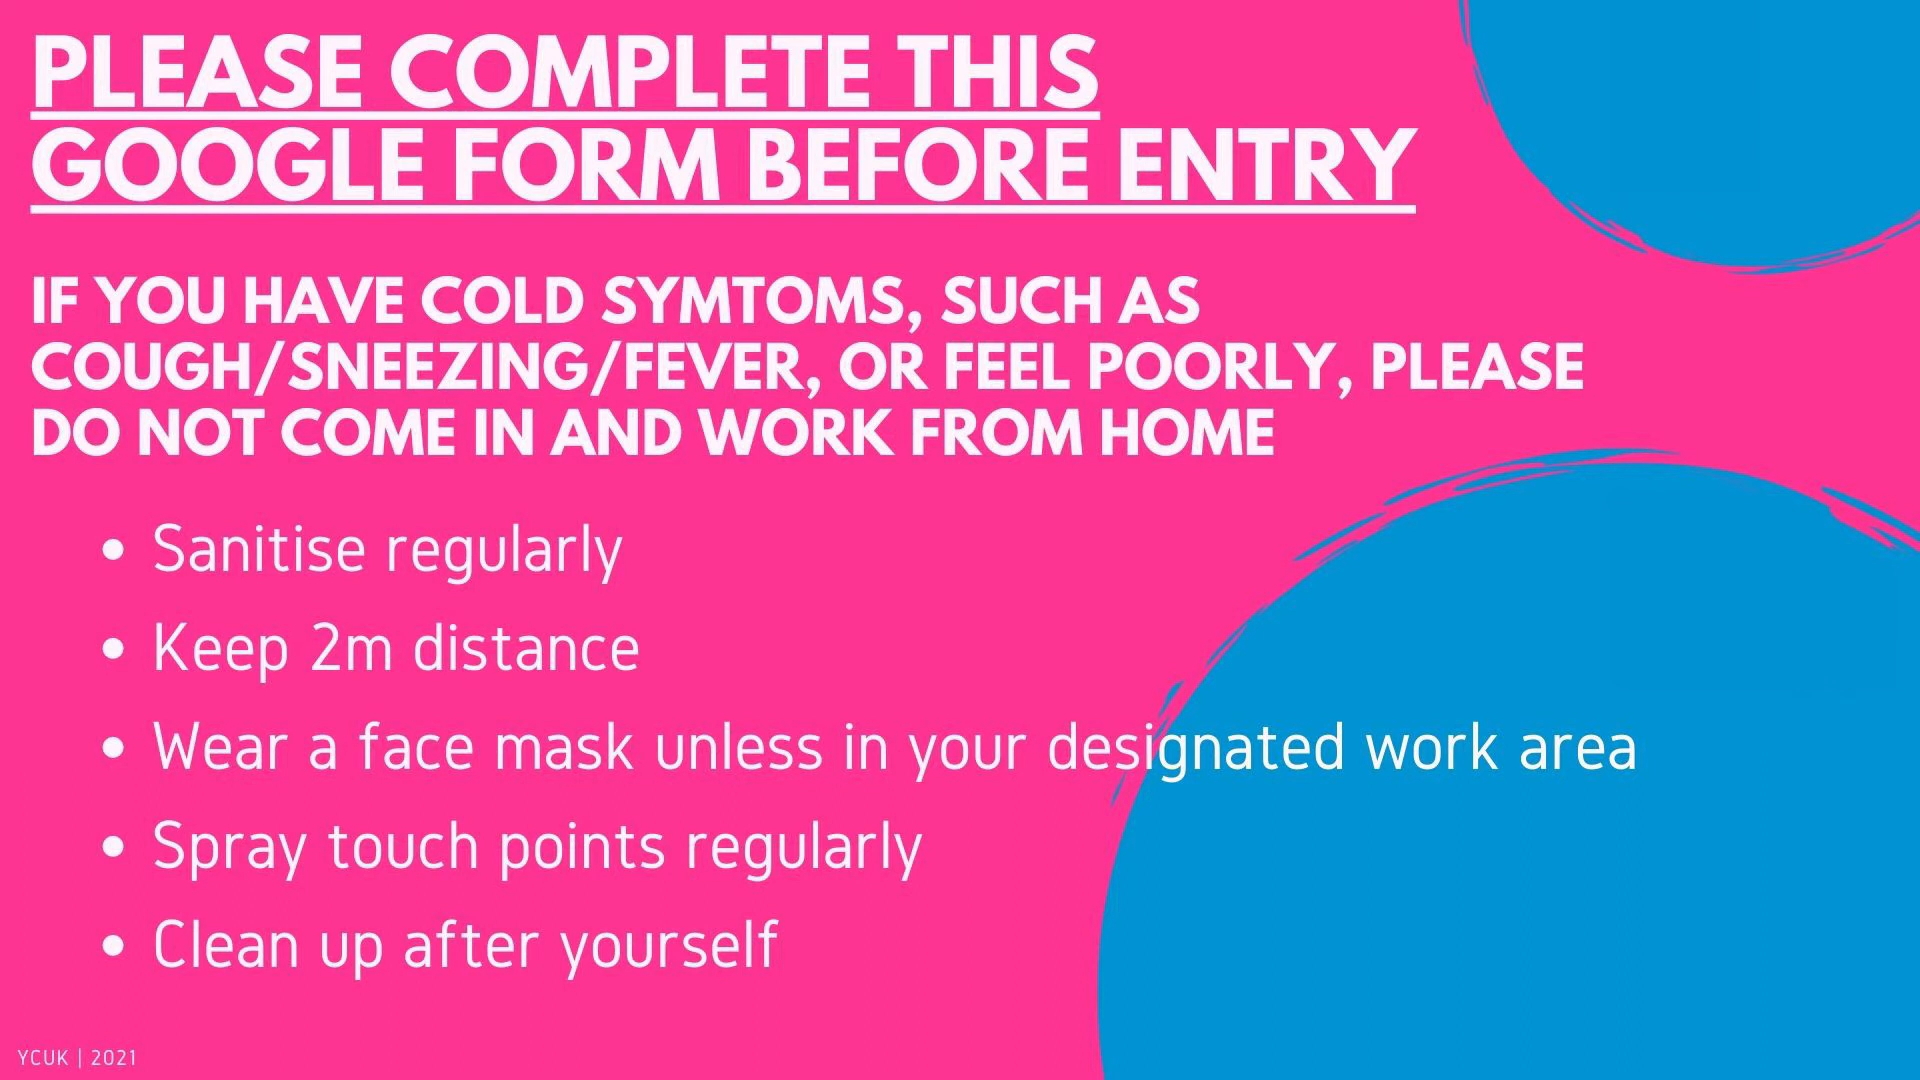 PLEASE COMPLETE THIS
GOOGLE FORM BEFORE ENTRY
IF YOU HAVE COLD SYMTOMS, SUCH AS
COUGH/SNEEZING/FEVER, OR FEEL POORLY, PLEASE
DO NOT COME IN AND WORK FROM HOME
• Sanitise regularly
• Keep 2m distance
• Wear a face mask unless in your designated work area
• Spray touch points regularly
• Clean up after yourself
YCUK | 2021